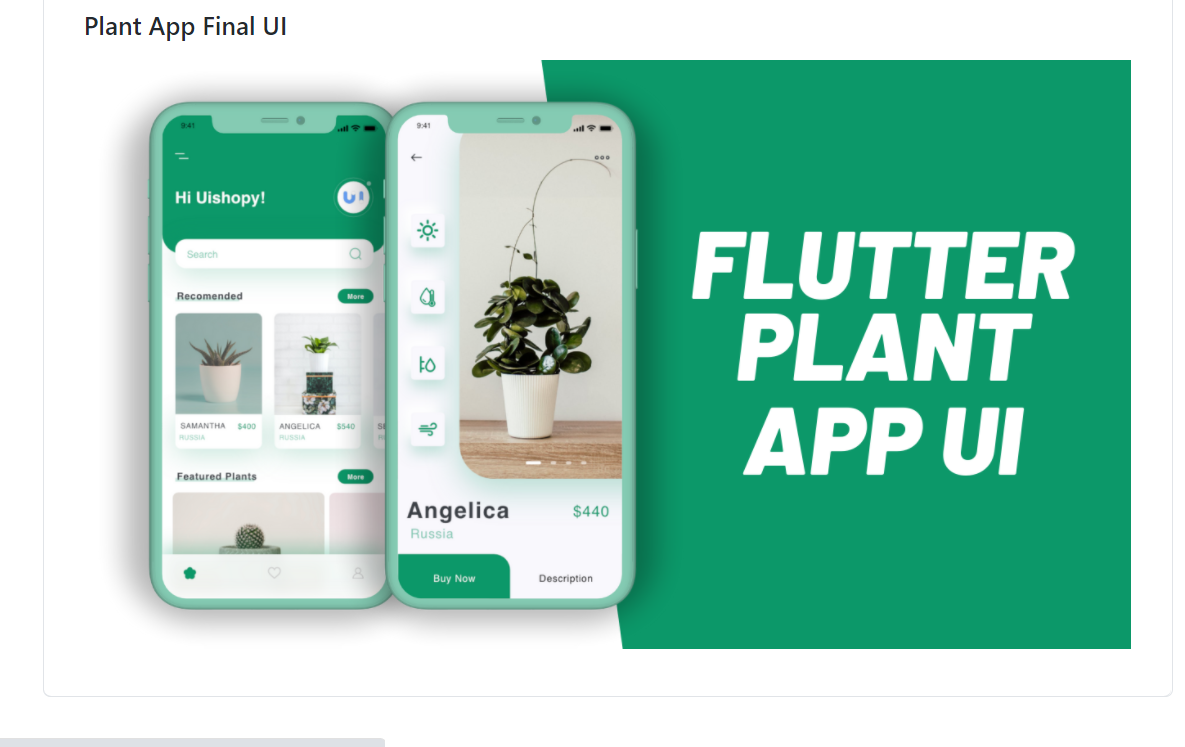 Plant App Final UI
9:41
Hi Uishopy!
UI
Search
Recomended
More
SAMANTHA $400
RUSSIA
ANGELICA $540
RUSSIA
Featured Plants
More
9:41
Angelica $440
Russia
Buy Now
Description
FLUTTER
PLANT
APP UI